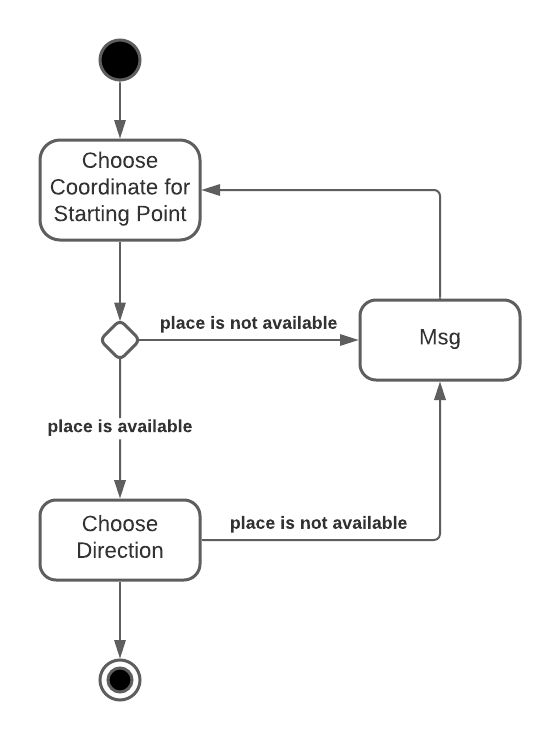 Choose
Coordinate for
Starting Point
place is not available
Msg
place is available
Choose
Direction
place is not available